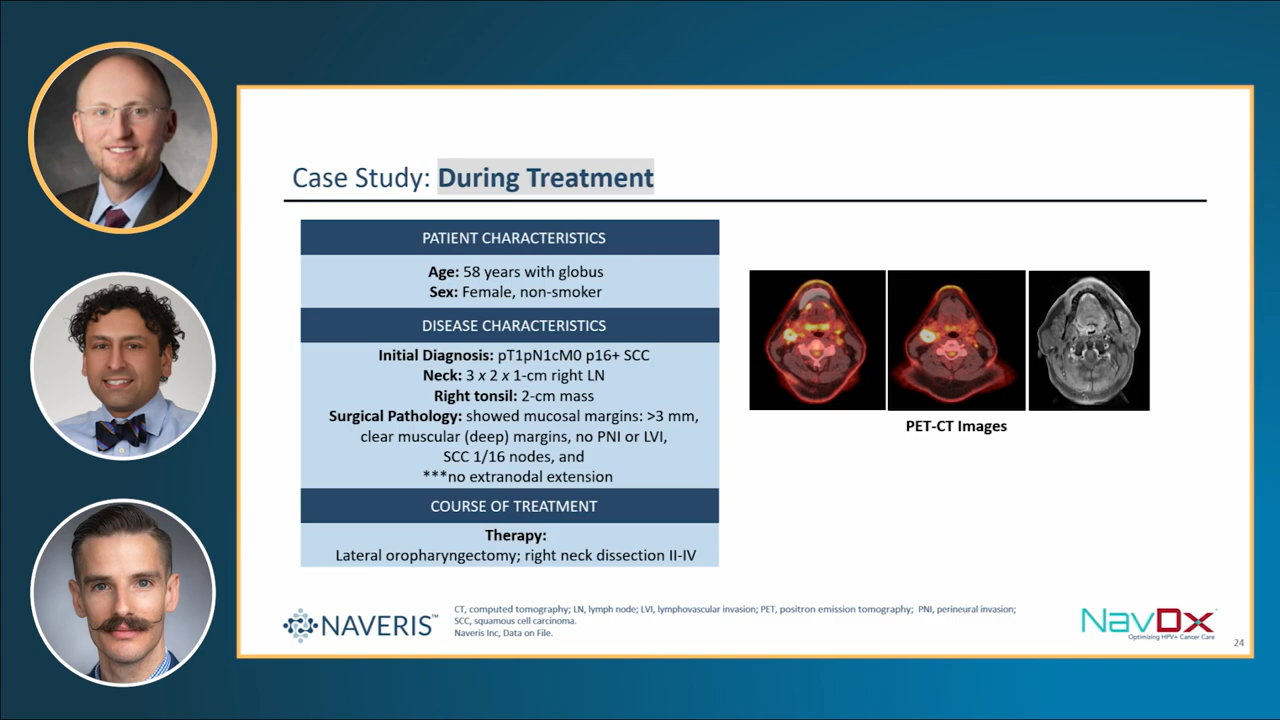 Case Study: During Treatment
PATIENT CHARACTERISTICS
Age: 58 years with globus
Sex: Female, non-smoker
DISEASE CHARACTERISTICS
Initial Diagnosis: pT1pN1cM0 p16+ SCC
Neck: 3 x 2 x 1-cm right LN
Right tonsil: 2-cm mass
Surgical Pathology: showed mucosal margins: >3 mm,
clear muscular (deep) margins, no PNI or LVI,
SCC 1/16 nodes, and
***no extranodal extension
COURSE OF TREATMENT
Therapy:
Lateral oropharyngectomy; right neck dissection II-IV
PET-CT Images
NAVERIS™
CT, computed tomography; LN, lymph node; LVI, lymphovascular invasion; PET, positron emission tomography; PNI, perineural invasion;
SCC, squamous cell carcinoma.
Naveris Inc, Data on File.
NavDx
Optimizing HPV+ Cancer Care
24